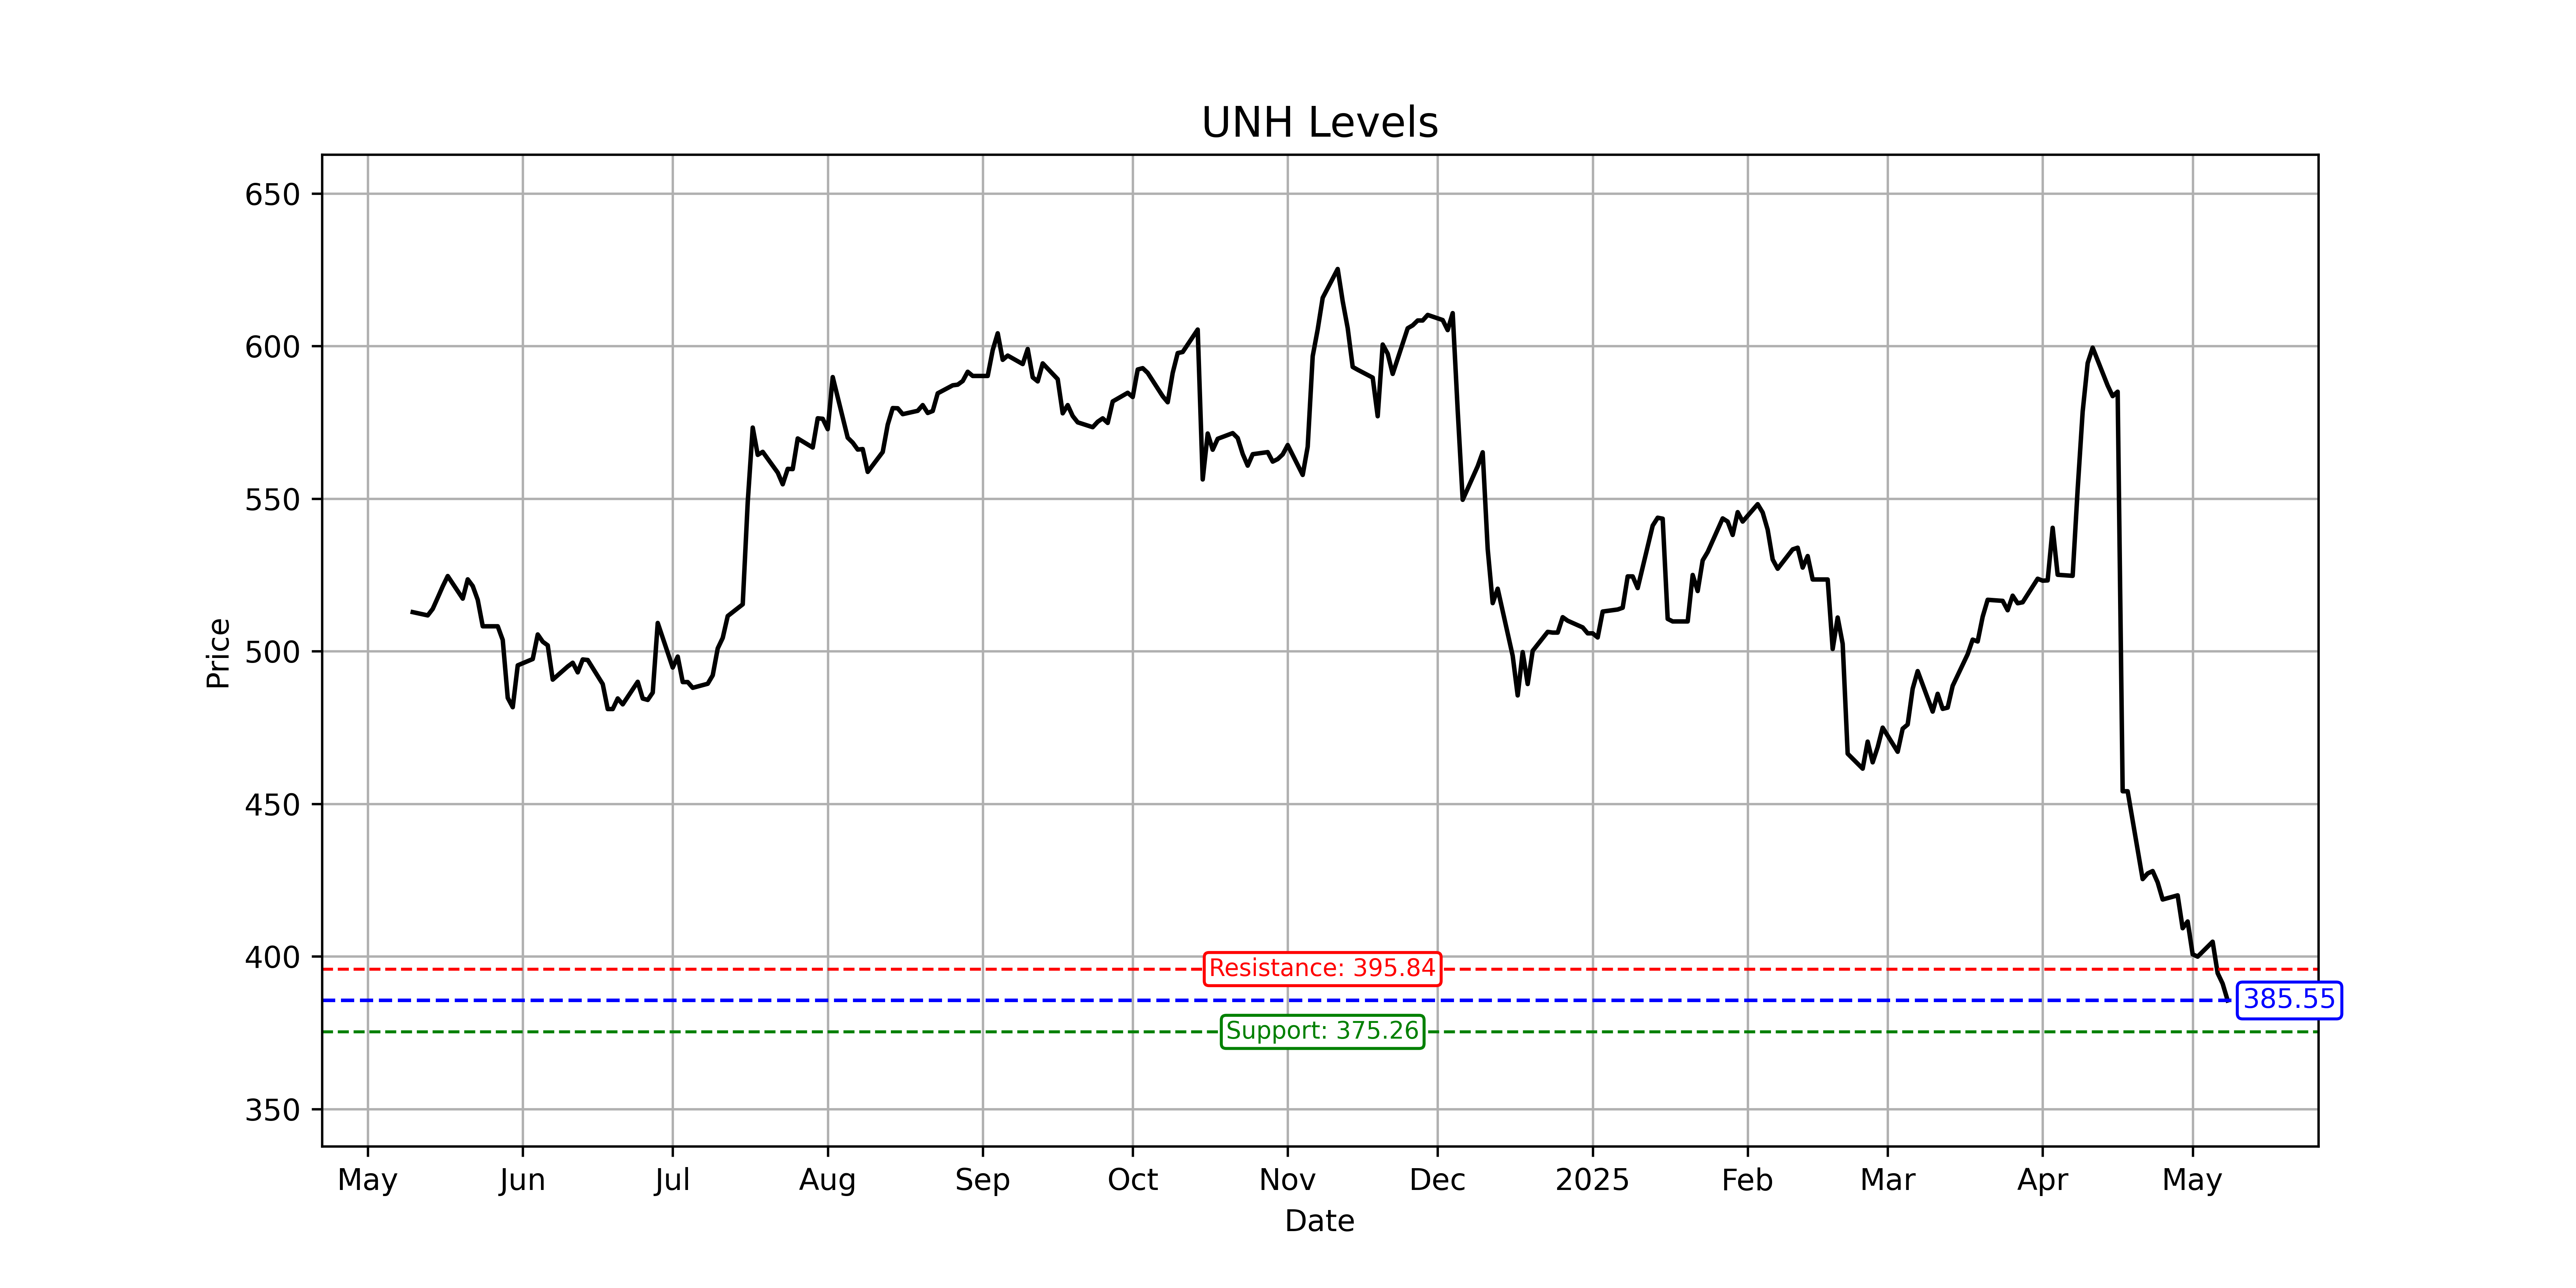 UNH Levels
650
600
550
500
450
400
350
Price
Resistance: 395.84
385.55
Support: 375.26
May Jun Jul Aug Sep Oct Nov Dec 2025 Feb Mar Apr May
Date